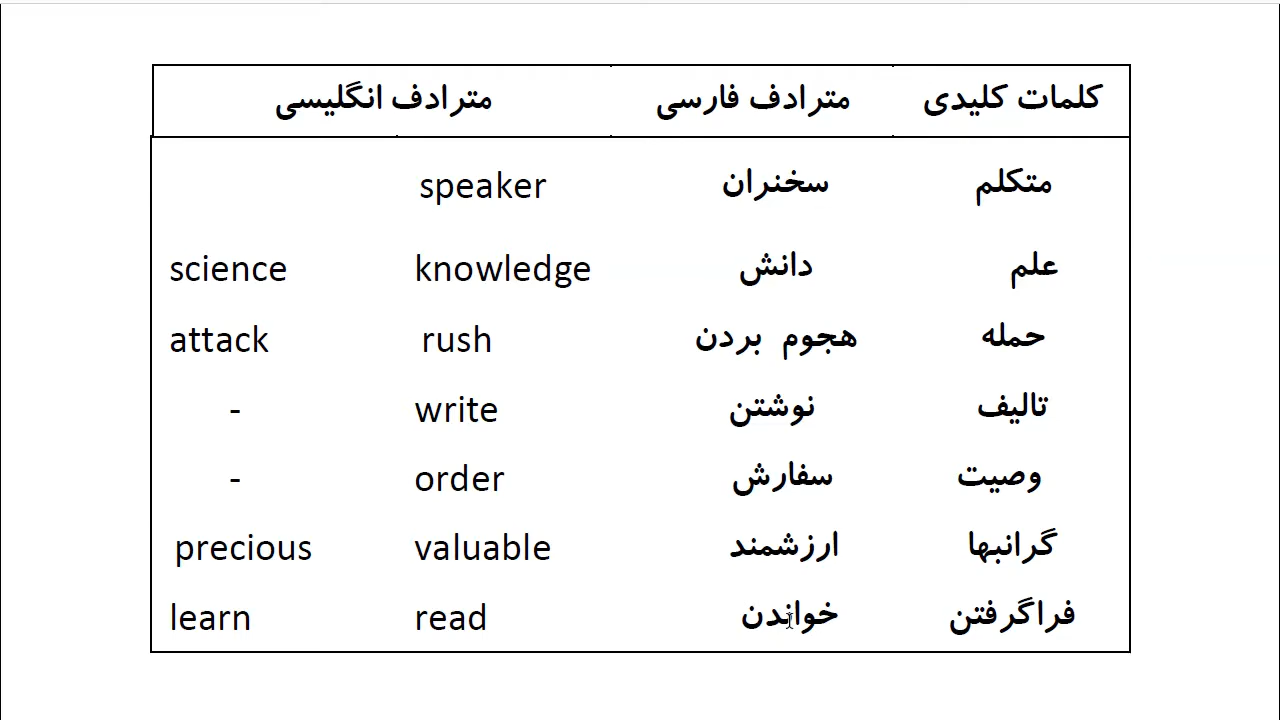 کلمات کلیدی مترادف فارسی مترادف انگلیسی
متکلم سخنران speaker
علم دانش knowledge science
حمله هجوم بردن rush attack
تالیف نوشتن write -
وصیت سفارش order -
گرانبها ارزشمند valuable precious
فراگرفتن خواندن read learn